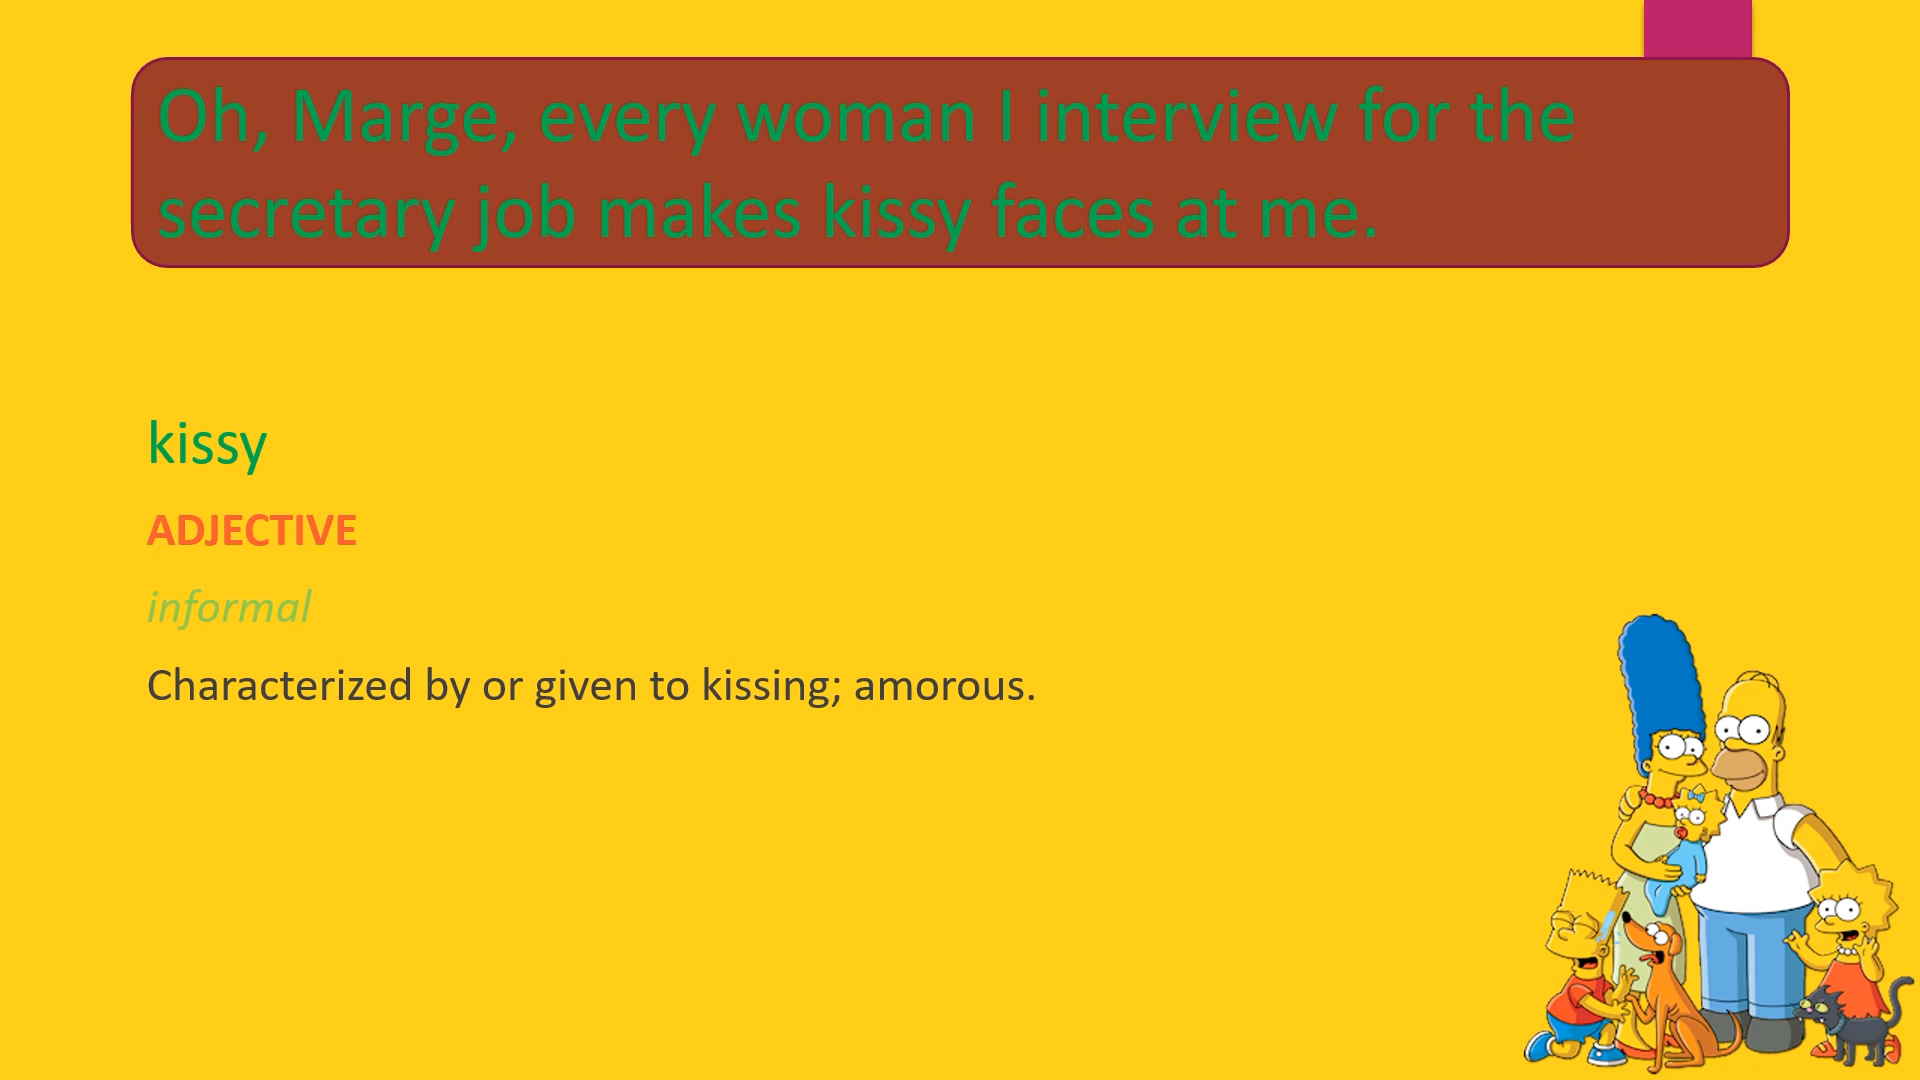 Oh, Marge, every woman I interview for the
secretary job makes kissy faces at me.
kissy
ADJECTIVE
informal
Characterized by or given to kissing; amorous.